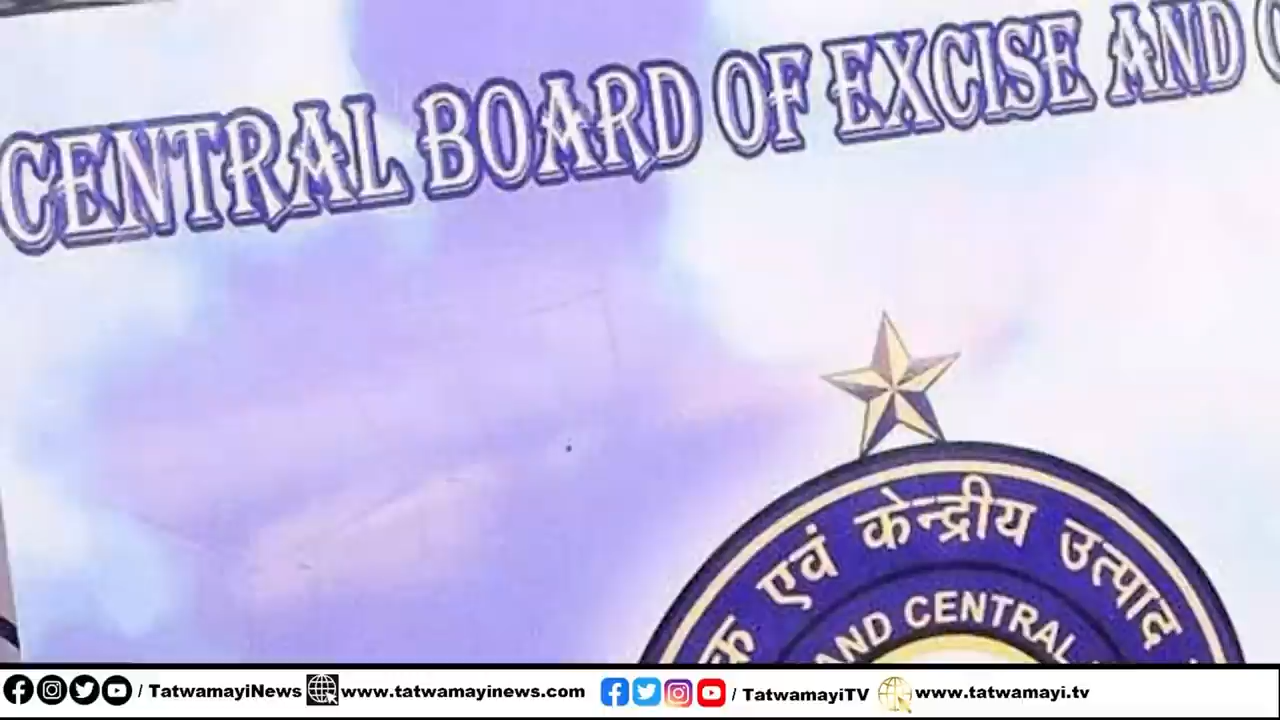 CENTRAL BOARD OF EXCISE AND
एवं केन्द्रीय उत्पाद
AND CENTRAL
/ TatwamayiNews www.tatwamayinews.com / TatwamayiTV www.tatwamayi.tv